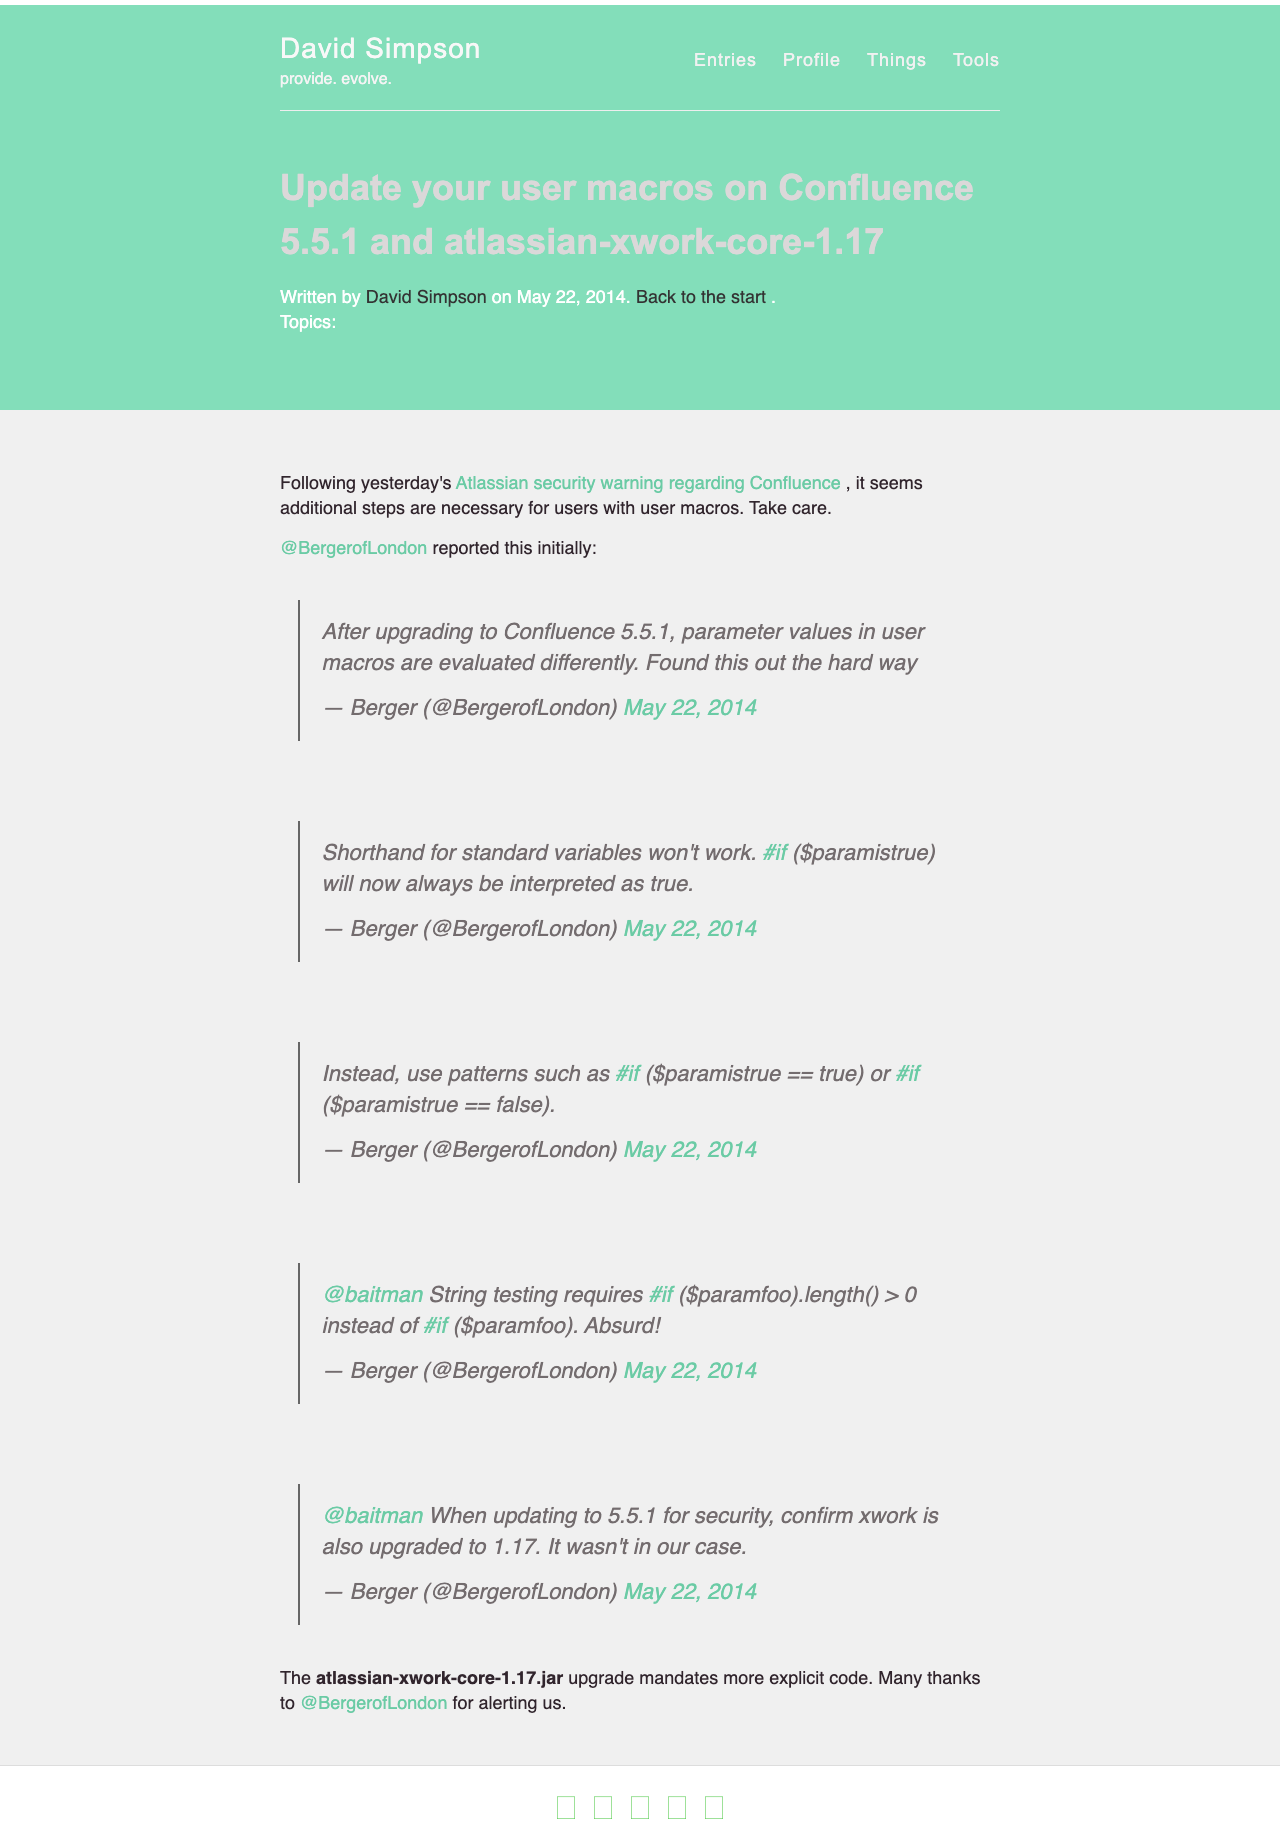 David Simpson
provide. evolve.
Entries Profile Things Tools
Update your user macros on Confluence
5.5.1 and atlassian-xwork-core-1.17
Written by David Simpson on May 22, 2014. Back to the start .
Topics:
Following yesterday's Atlassian security warning regarding Confluence , it seems
additional steps are necessary for users with user macros. Take care.
@BergerofLondon reported this initially:
After upgrading to Confluence 5.5.1, parameter values in user
macros are evaluated differently. Found this out the hard way
— Berger (@BergerofLondon) May 22, 2014
Shorthand for standard variables won't work. #if ($paramistrue)
will now always be interpreted as true.
— Berger (@BergerofLondon) May 22, 2014
Instead, use patterns such as #if ($paramistrue == true) or #if
($paramistrue == false).
— Berger (@BergerofLondon) May 22, 2014
@baitman String testing requires #if ($paramfoo).length() > 0
instead of #if ($paramfoo). Absurd!
— Berger (@BergerofLondon) May 22, 2014
@baitman When updating to 5.5.1 for security, confirm xwork is
also upgraded to 1.17. It wasn't in our case.
— Berger (@BergerofLondon) May 22, 2014
The atlassian-xwork-core-1.17.jar upgrade mandates more explicit code. Many thanks
to @BergerofLondon for alerting us.